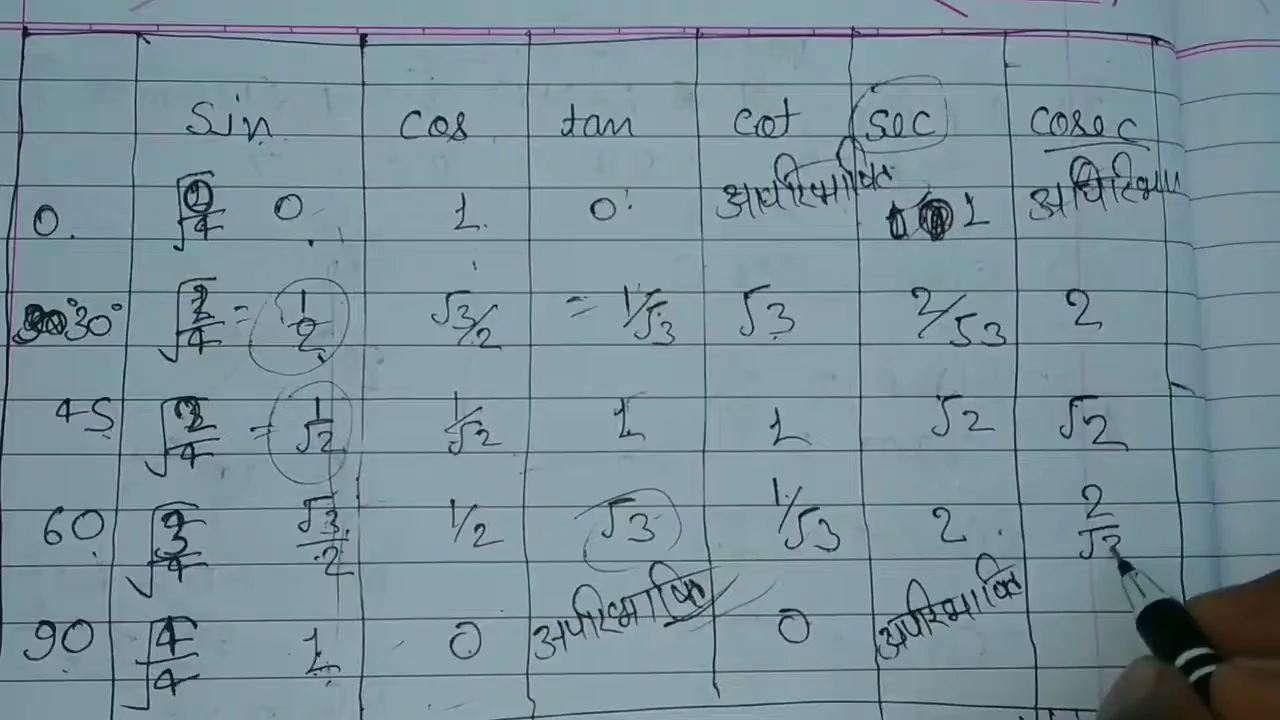 Sin cos tan cot sec cosec
0. √0/4 0 1 0 अपरिभाषित 1
30° √1/4 = 1/2 √3/2 = 1/√3 √3 2/√3 2
45 √2/4 = 1/√2 1/√2 1 1 √2 √2
60 √3/4 √3/2 1/2 √3 1/√3 2 2/√3
90 √4/4 1 0 अपरिभाषित 0 अपरिभाषित